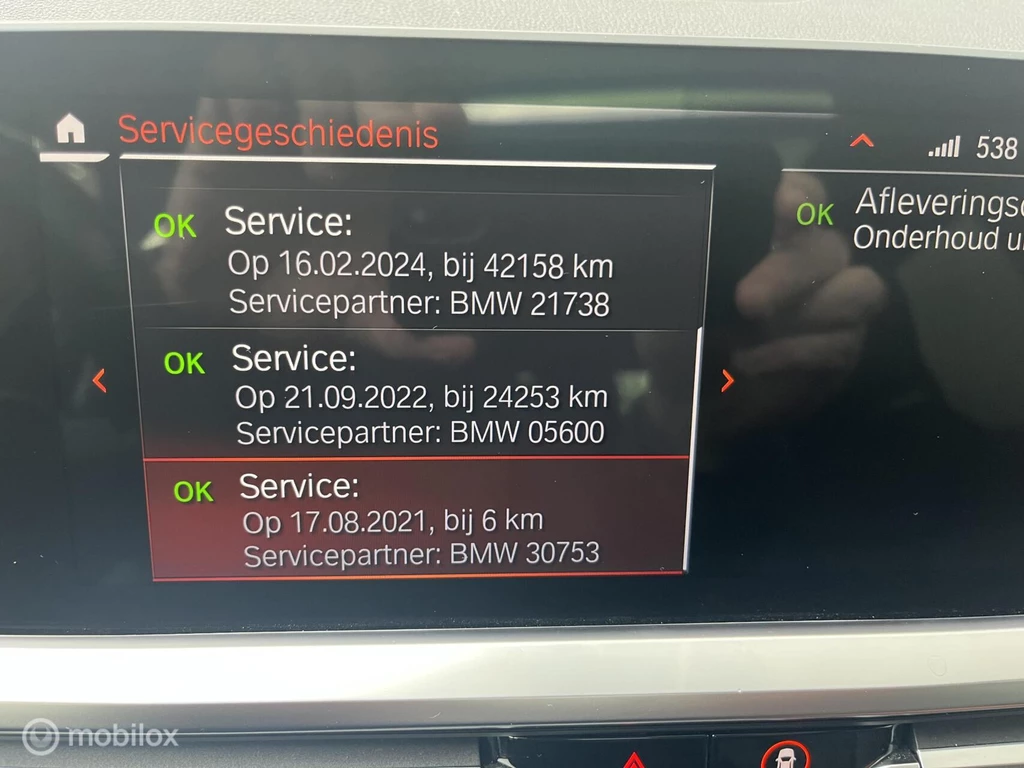 Servicegeschiedenis
538
OK Service:
Op 16.02.2024, bij 42158 km
Servicepartner: BMW 21738
OK Service:
Op 21.09.2022, bij 24253 km
Servicepartner: BMW 05600
OK Service:
Op 17.08.2021, bij 6 km
Servicepartner: BMW 30753
OK
Onderhoud
mobilox